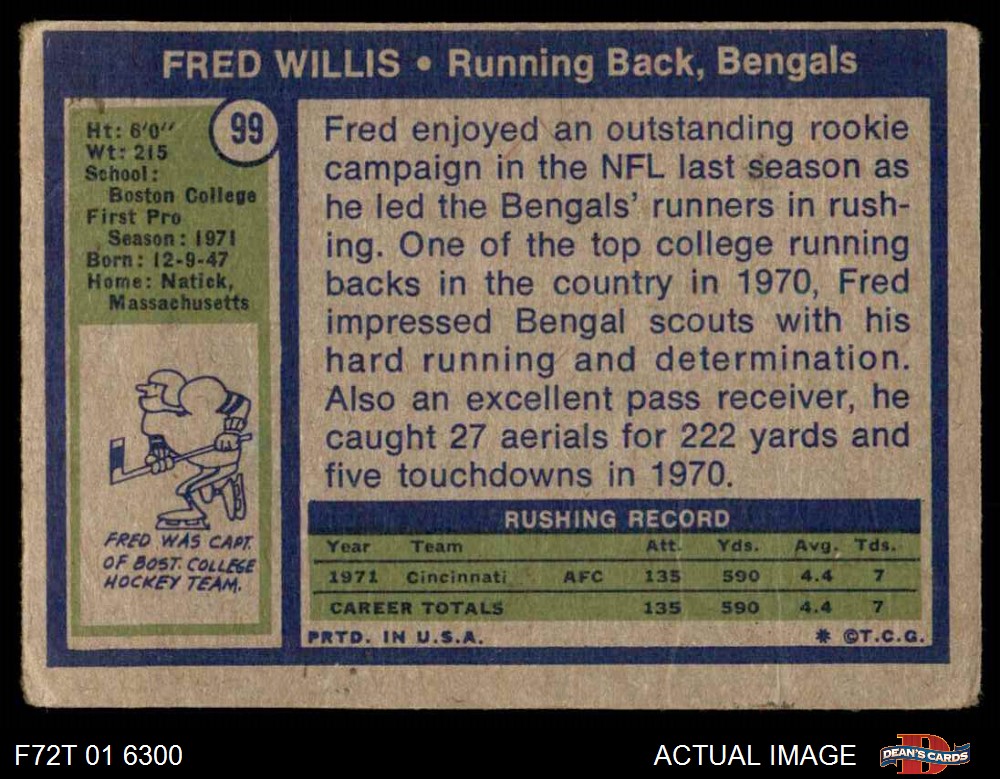 FRED WILLIS • Running Back, Bengals
99
Ht: 6'0"
Wt: 215
School:
Boston College
First Pro
Season: 1971
Born: 12-9-47
Home: Natick,
Massachusetts
FRED WAS CAPT.
OF BOST. COLLEGE
HOCKEY TEAM.
Fred enjoyed an outstanding rookie
campaign in the NFL last season as
he led the Bengals' runners in rush-
ing. One of the top college running
backs in the country in 1970, Fred
impressed Bengal scouts with his
hard running and determination.
Also an excellent pass receiver, he
caught 27 aerials for 222 yards and
five touchdowns in 1970.
RUSHING RECORD
Year Team Att. Yds. Avg. Tds.
1971 Cincinnati AFC 135 590 4.4 7
CAREER TOTALS 135 590 4.4 7
PRTD. IN U.S.A. * ©T.C.G.
F72T 01 6300
ACTUAL IMAGE
DEAN'S CARDS